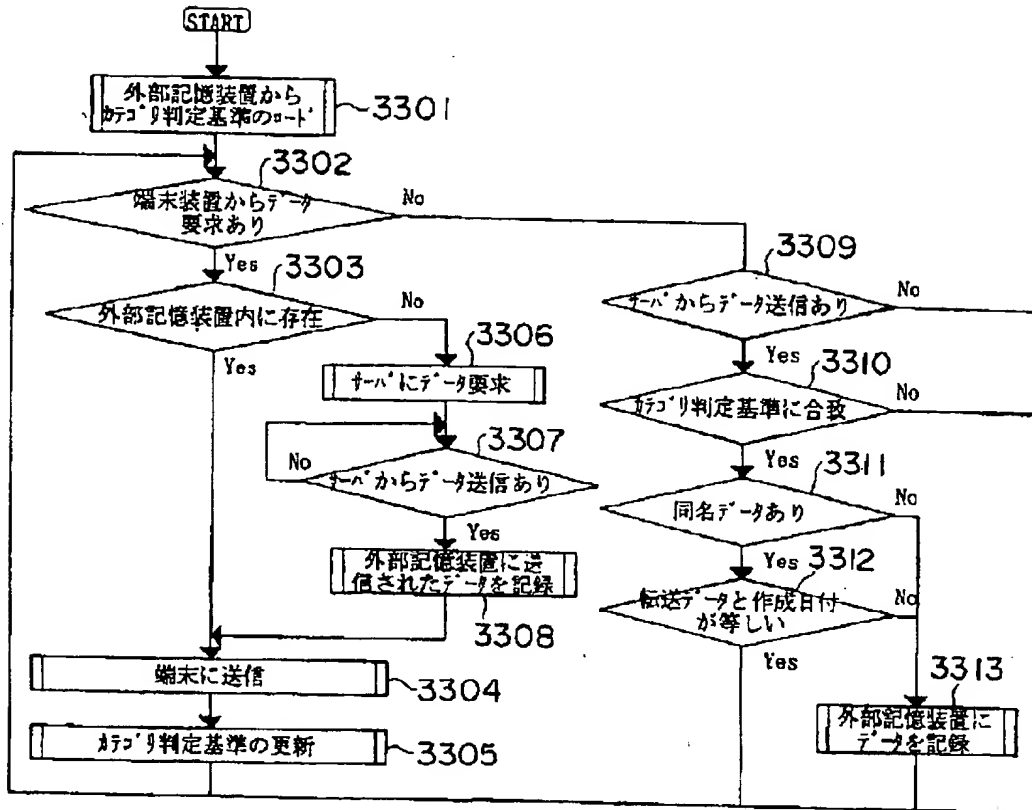 START
外部記憶装置から
ｶﾃｺﾞﾘ判定基準のﾛｰﾄﾞ
3301
3302
端末装置からﾃﾞｰﾀ
要求あり
No
Yes
3303
外部記憶装置内に存在
No
Yes
3306
ｻｰﾊﾞにﾃﾞｰﾀ要求
3307
No
ｻｰﾊﾞからﾃﾞｰﾀ送信あり
Yes
外部記憶装置に送
信されたﾃﾞｰﾀを記録
3308
端末に送信
3304
ｶﾃｺﾞﾘ判定基準の更新
3305
3309
ｻｰﾊﾞからﾃﾞｰﾀ送信あり
No
Yes
3310
ｶﾃｺﾞﾘ判定基準に合致
No
Yes
3311
同名ﾃﾞｰﾀあり
No
Yes
3312
転送ﾃﾞｰﾀと作成日付
が等しい
No
Yes
3313
外部記憶装置に
ﾃﾞｰﾀを記録